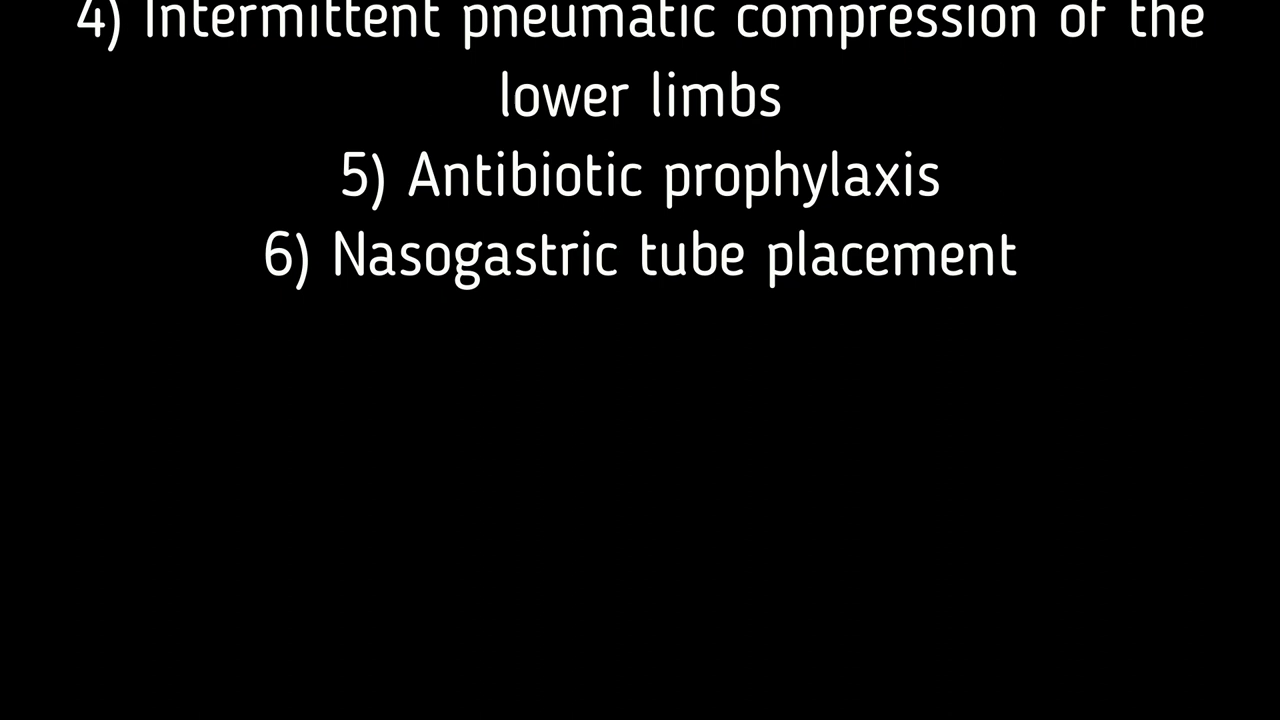 4) Intermittent pneumatic compression of the
lower limbs
5) Antibiotic prophylaxis
6) Nasogastric tube placement